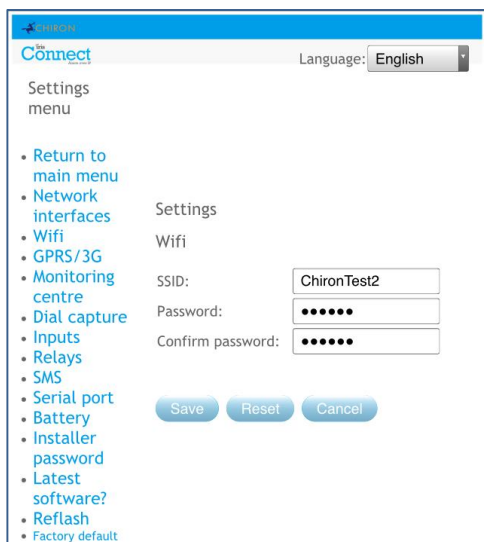 CHIRON
Iris
Connect
Language: English
Settings
menu
Return to
main menu
Network
interfaces
Wifi
GPRS/3G
Monitoring
centre
Dial capture
Inputs
Relays
SMS
Serial port
Battery
Installer
password
Latest
software?
Reflash
Factory default
Settings
Wifi
SSID: ChironTest2
Password: ••••••
Confirm password: ••••••
Save Reset Cancel